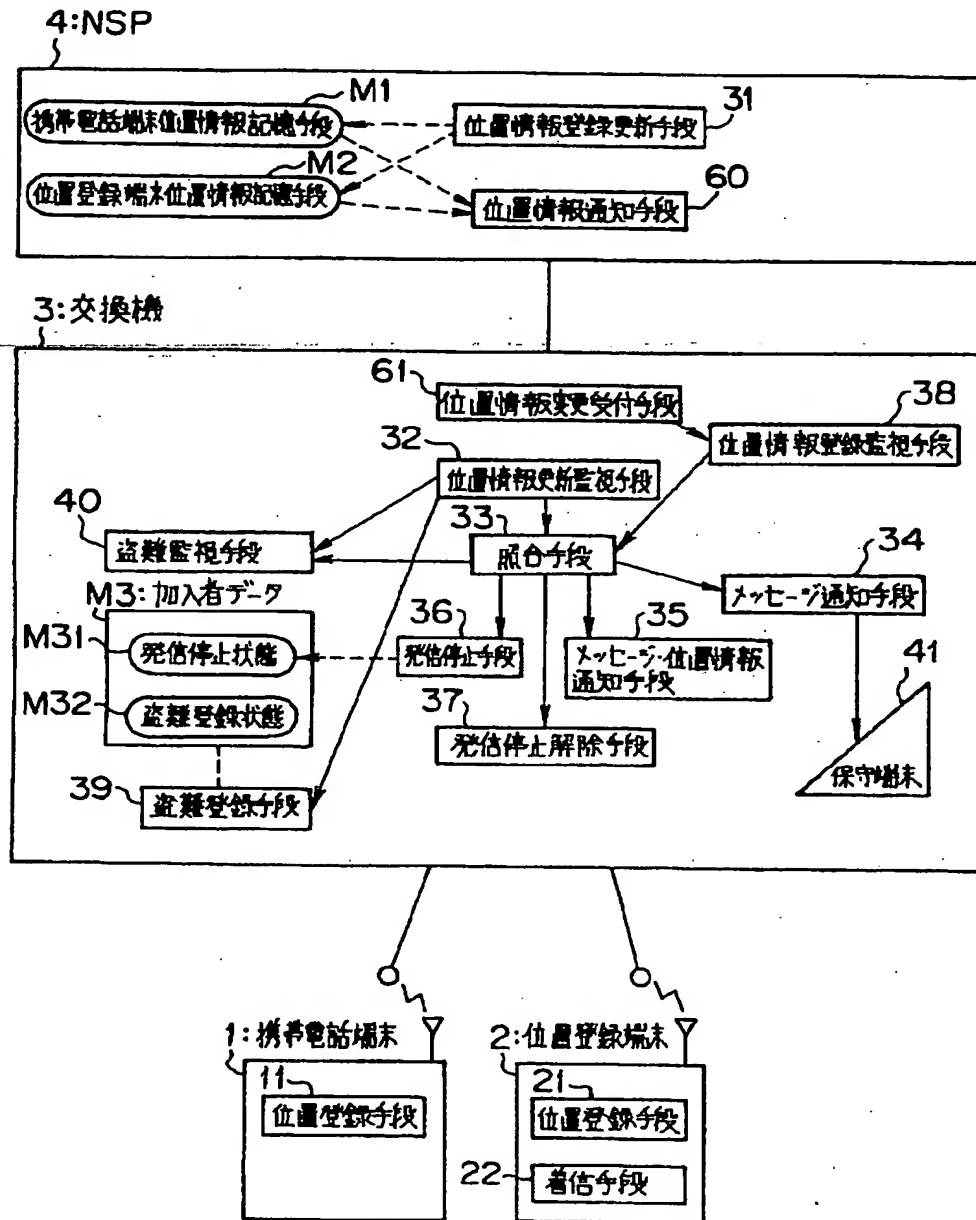 4:NSP
M1
携帯電話端末位置情報記憶手段
31
位置情報登録更新手段
M2
位置登録端末位置情報記憶手段
60
位置情報通知手段
3:交換機
61
位置情報変更受付手段
38
位置情報登録監視手段
32
位置情報更新監視手段
40
盗難監視手段
33
照合手段
34
メッセージ通知手段
M3:加入者データ
M31
発信停止状態
36
発信停止手段
35
メッセージ・位置情報
通知手段
41
保守端末
M32
盗難登録状態
37
発信停止解除手段
39
盗難登録手段
1:携帯電話端末
11
位置登録手段
2:位置登録端末
21
位置登録手段
22
着信手段